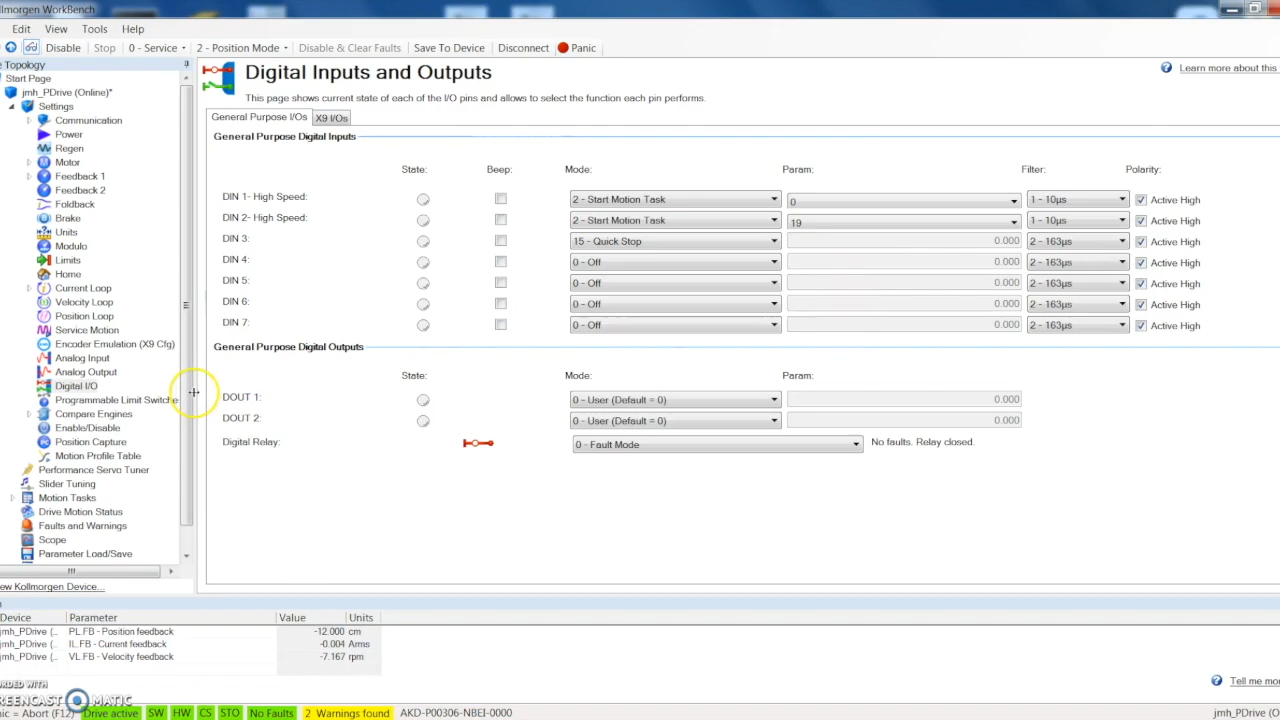 llmorgen WorkBench
Edit View Tools Help
Disable Stop 0 - Service 2 - Position Mode Disable & Clear Faults Save To Device Disconnect Panic
Topology
Start Page
jmh_PDrive (Online)*
Settings
Communication
Power
Regen
Motor
Feedback 1
Feedback 2
Foldback
Brake
Units
Modulo
Limits
Home
Current Loop
Velocity Loop
Position Loop
Service Motion
Encoder Emulation (X9 Cfg)
Analog Input
Analog Output
Digital I/O
Programmable Limit Switche
Compare Engines
Enable/Disable
Position Capture
Motion Profile Table
Performance Servo Tuner
Slider Tuning
Motion Tasks
Drive Motion Status
Faults and Warnings
Scope
Parameter Load/Save
ew Kollmorgen Device...
Digital Inputs and Outputs
Learn more about this
This page shows current state of each of the I/O pins and allows to select the function each pin performs.
General Purpose I/Os X9 I/Os
General Purpose Digital Inputs
State: Beep: Mode: Param: Filter: Polarity:
DIN 1- High Speed: 2 - Start Motion Task 0 1 - 10µs Active High
DIN 2- High Speed: 2 - Start Motion Task 19 1 - 10µs Active High
DIN 3: 15 - Quick Stop 0.000 2 - 163µs Active High
DIN 4: 0 - Off 0.000 2 - 163µs Active High
DIN 5: 0 - Off 0.000 2 - 163µs Active High
DIN 6: 0 - Off 0.000 2 - 163µs Active High
DIN 7: 0 - Off 0.000 2 - 163µs Active High
General Purpose Digital Outputs
State: Mode: Param:
DOUT 1: 0 - User (Default = 0) 0.000
DOUT 2: 0 - User (Default = 0) 0.000
Digital Relay: 0 - Fault Mode No faults. Relay closed.
Device Parameter Value Units
jmh_PDrive (... PL.FB - Position feedback -12.000 cm
jmh_PDrive (... IL.FB - Current feedback -0.004 Arms
jmh_PDrive (... VL.FB - Velocity feedback -7.167 rpm
Tell me mor
ORDED WITH
REENCAST MATIC
nic = Abort (F12) Drive active SW HW CS STO No Faults 2 Warnings found AKD-P00306-NBEI-0000 jmh_PDrive (O